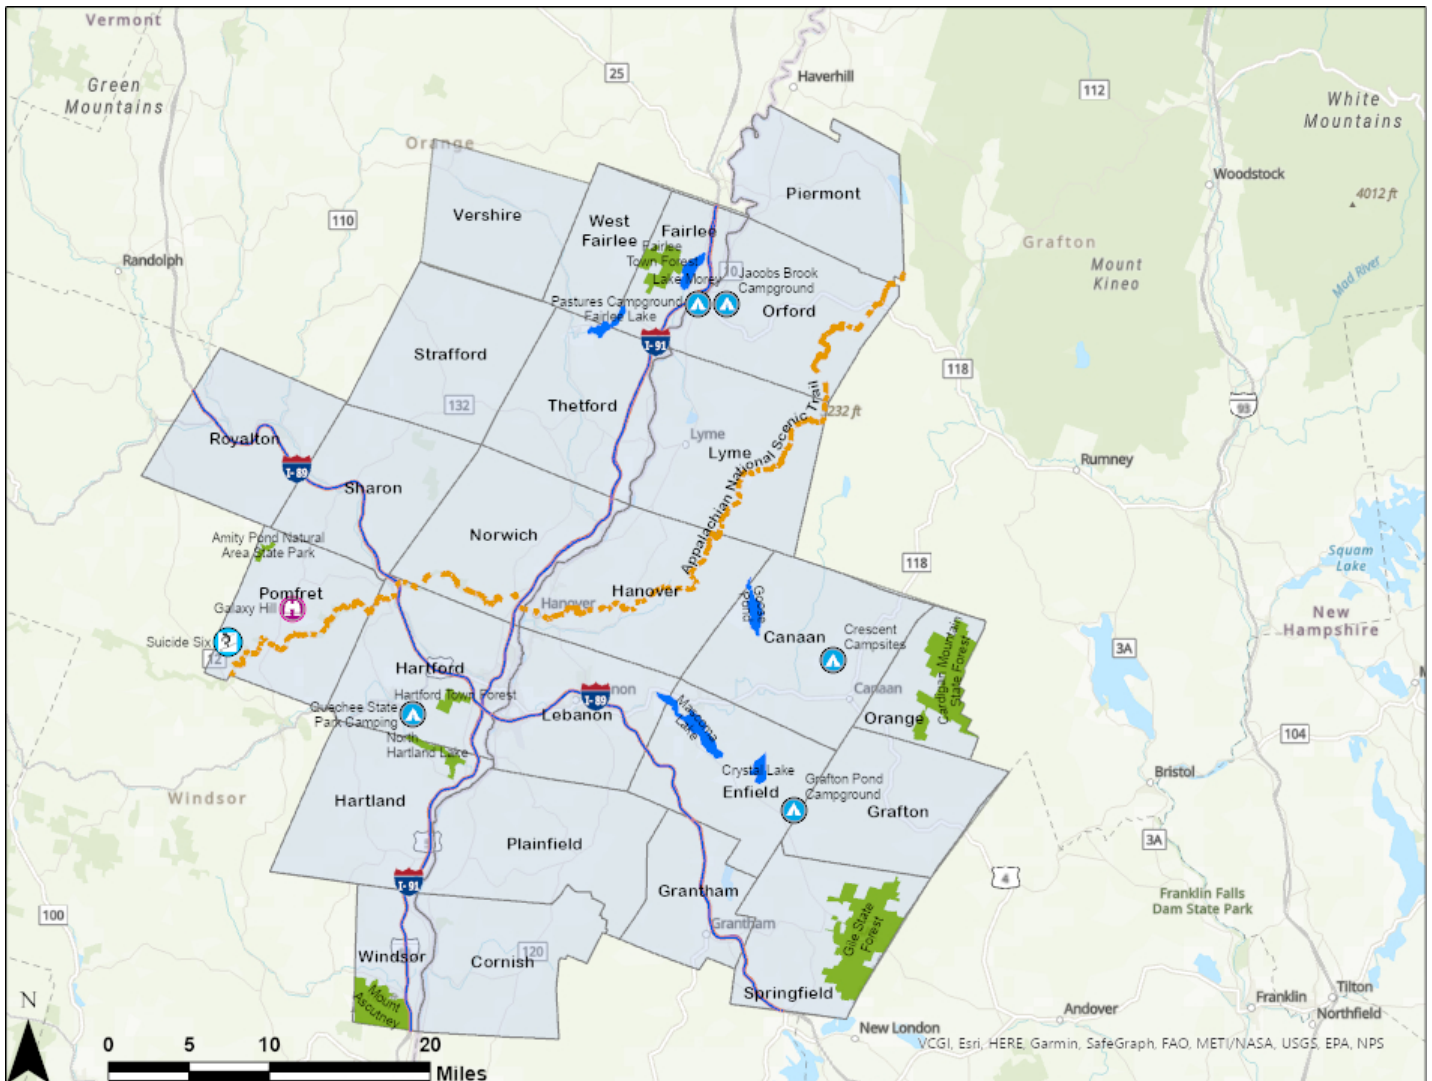 Vermont
Green
Mountains
25
Haverhill
112
White
Mountains
Orange
Woodstock
4012 ft
Piermont
Vershire
West
Fairlee
Fairlee
110
Grafton
Mount
Kineo
Mad River
Randolph
Fairlee
Town Forest
Lake Morey
10
Jacobs Brook
Campground
Pastures Campground
Fairlee Lake
Orford
I-91
Strafford
118
132
Thetford
93
232 ft
Royalton
Lyme
Lyme
Rumney
I-89
Sharon
Appalachian National Scenic Trail
Norwich
Amity Pond Natural
Area State Park
118
Squam
Lake
Pomfret
Galaxy Hill
Hanover
Hanover
Goose
Pond
New
Hampshire
Suicide Six
12
Canaan
Crescent
Campsites
Cardigan Mountain
State Forest
3A
Hartford
Hartford Town Forest
Quechee State
Park Camping
I-89
non
Lebanon
Mascoma
Lake
Canaan
Orange
North
Hartland Lake
104
Crystal Lake
Enfield
Grafton Pond
Campground
Bristol
Windsor
Hartland
Grafton
5
Plainfield
3A
I-91
Grantham
4
Gile State
Forest
Franklin Falls
Dam State Park
100
Grantham
Windsor
Cornish
120
Mount
Ascutney
Springfield
N
Andover
Franklin
Tilton
Northfield
New London
VCGI, Esri, HERE, Garmin, SafeGraph, FAO, METI/NASA, USGS, EPA, NPS
0 5 10 20
Miles